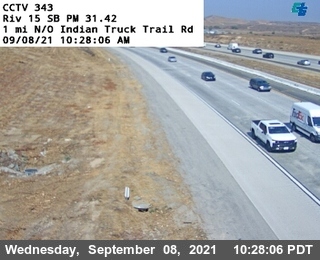 CCTV 343
Riv 15 SB PM 31.42
1 mi N/O Indian Truck Trail Rd
09/08/21 10:28:06 AM
FedEx
Wednesday, September 08, 2021 10:28:06 PDT